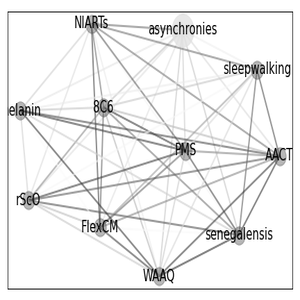 NIARTs
asynchronies
sleepwalking
elanin
8C6
PMS
AACT
rScO
FlexCM
senegalensis
WAAQ